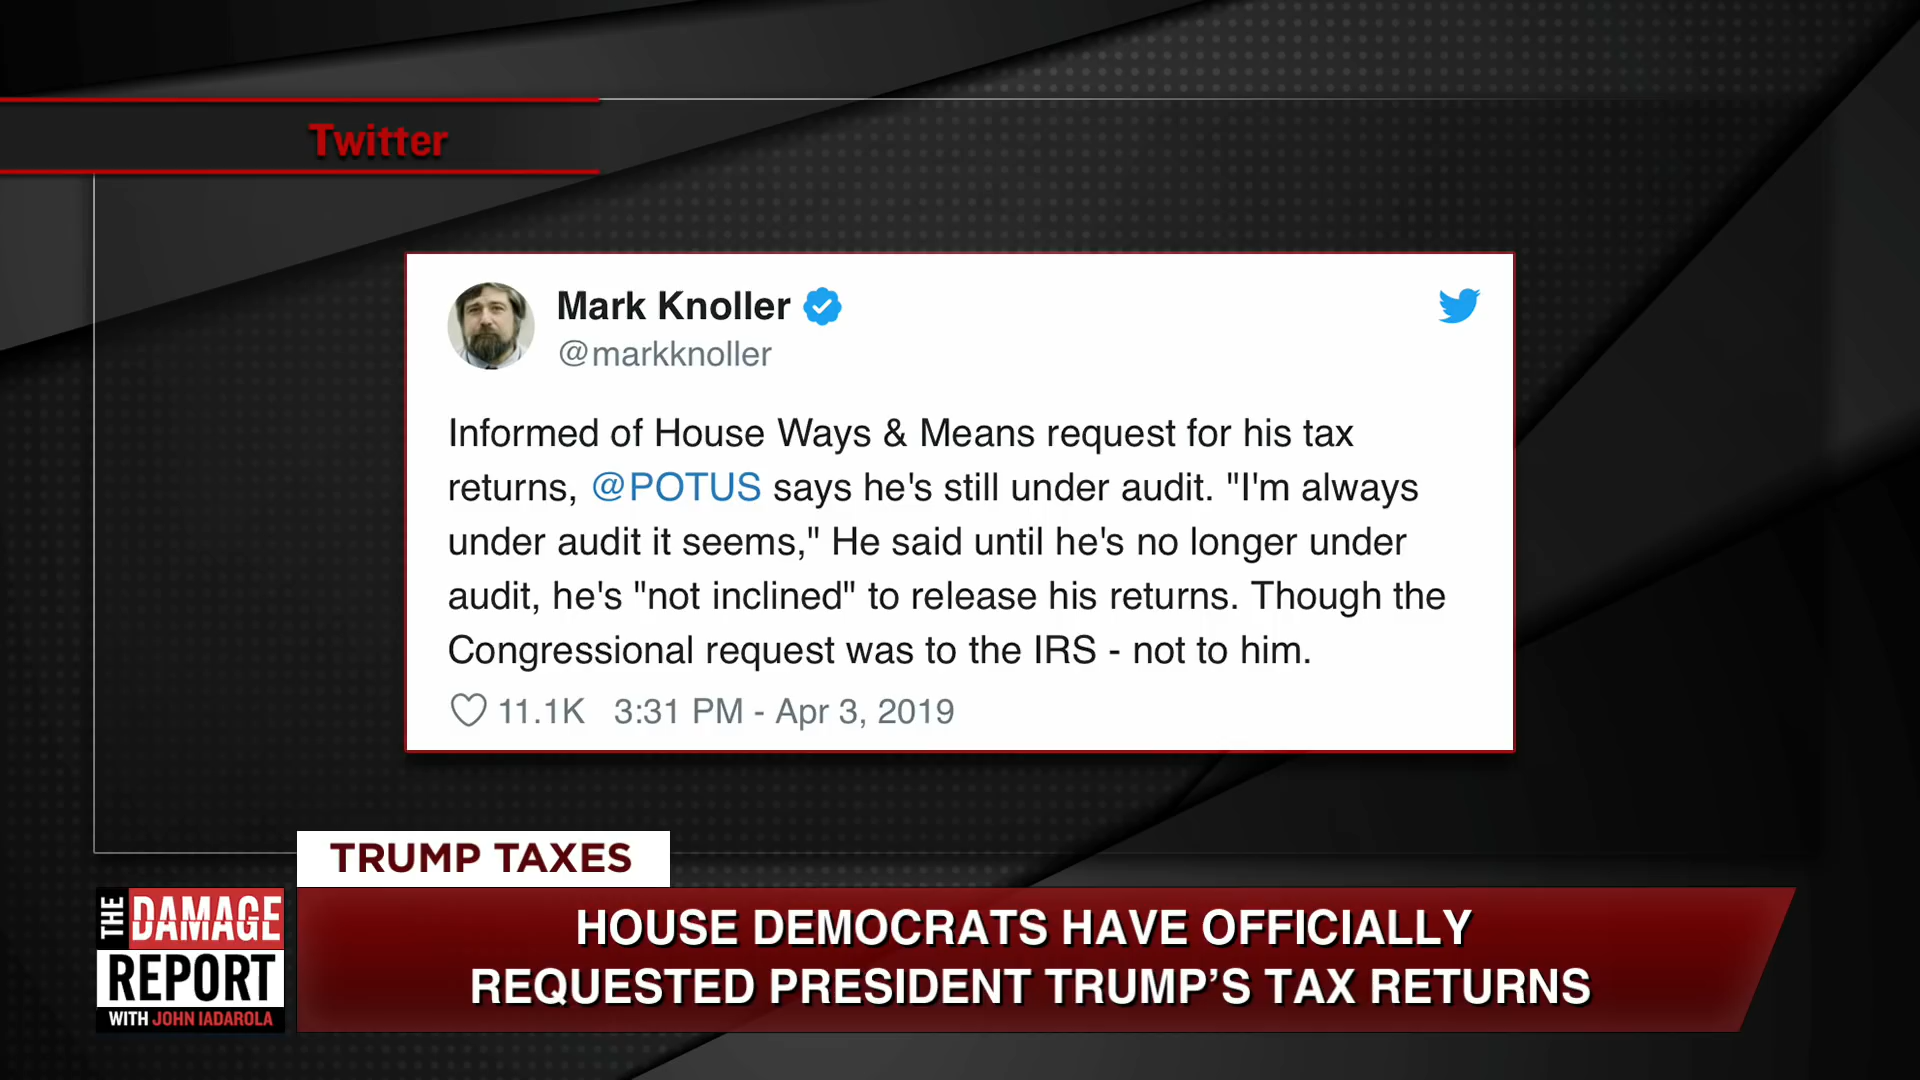 Twitter
Mark Knoller
@markknoller
Informed of House Ways & Means request for his tax
returns, @POTUS says he's still under audit. "I'm always
under audit it seems," He said until he's no longer under
audit, he's "not inclined" to release his returns. Though the
Congressional request was to the IRS - not to him.
11.1K 3:31 PM - Apr 3, 2019
TRUMP TAXES
HOUSE DEMOCRATS HAVE OFFICIALLY
REQUESTED PRESIDENT TRUMP’S TAX RETURNS
THE DAMAGE
REPORT
WITH JOHN IADAROLA